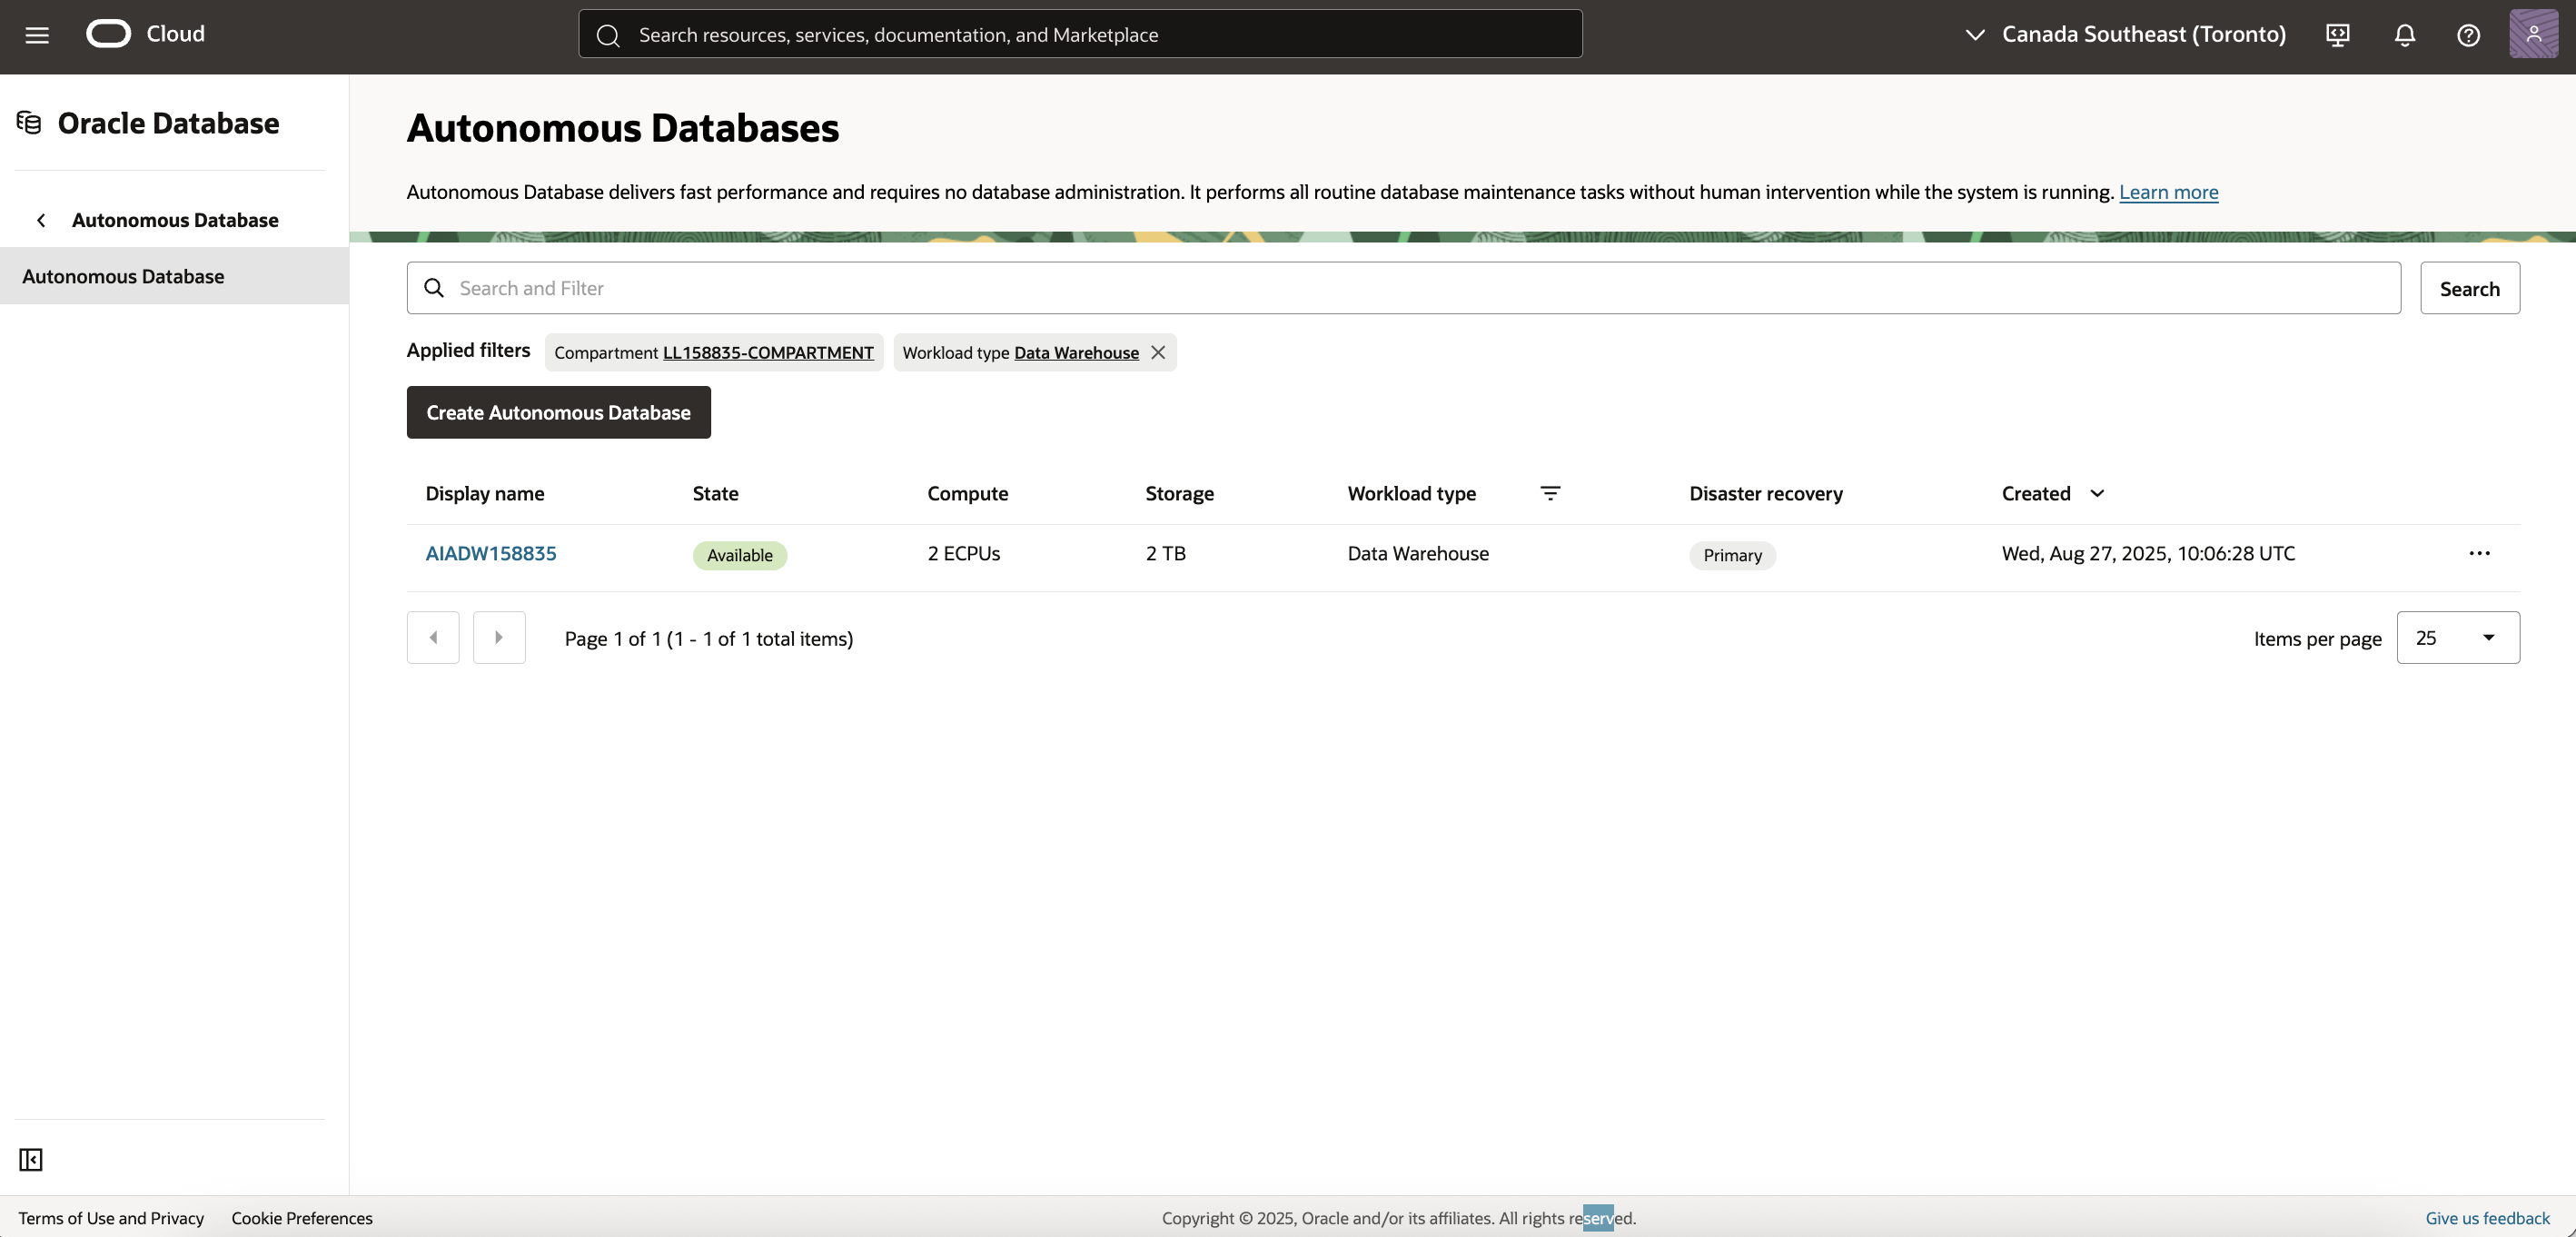 Cloud
Search resources, services, documentation, and Marketplace
Canada Southeast (Toronto)
Oracle Database
Autonomous Database
Autonomous Database
Autonomous Databases
Autonomous Database delivers fast performance and requires no database administration. It performs all routine database maintenance tasks without human intervention while the system is running. Learn more
Search and Filter
Search
Applied filters Compartment LL158835-COMPARTMENT Workload type Data Warehouse
Create Autonomous Database
Display name State Compute Storage Workload type Disaster recovery Created
AIADW158835 Available 2 ECPUs 2 TB Data Warehouse Primary Wed, Aug 27, 2025, 10:06:28 UTC
Page 1 of 1 (1 - 1 of 1 total items) Items per page 25
Terms of Use and Privacy Cookie Preferences Copyright © 2025, Oracle and/or its affiliates. All rights reserved. Give us feedback